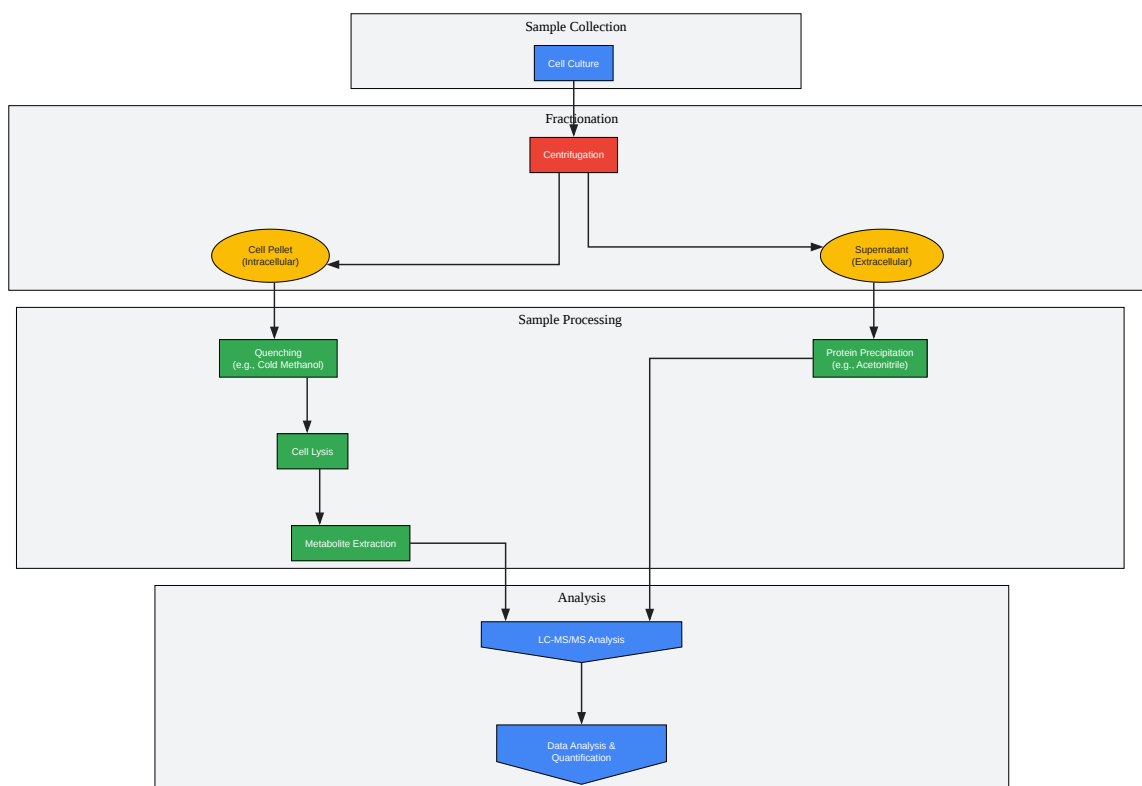 Sample Collection
Cell Culture
Fractionation
Centrifugation
Cell Pellet
(Intracellular)
Supernatant
(Extracellular)
Sample Processing
Quenching
(e.g., Cold Methanol)
Protein Precipitation
(e.g., Acetonitrile)
Cell Lysis
Metabolite Extraction
Analysis
LC-MS/MS Analysis
Data Analysis &
Quantification